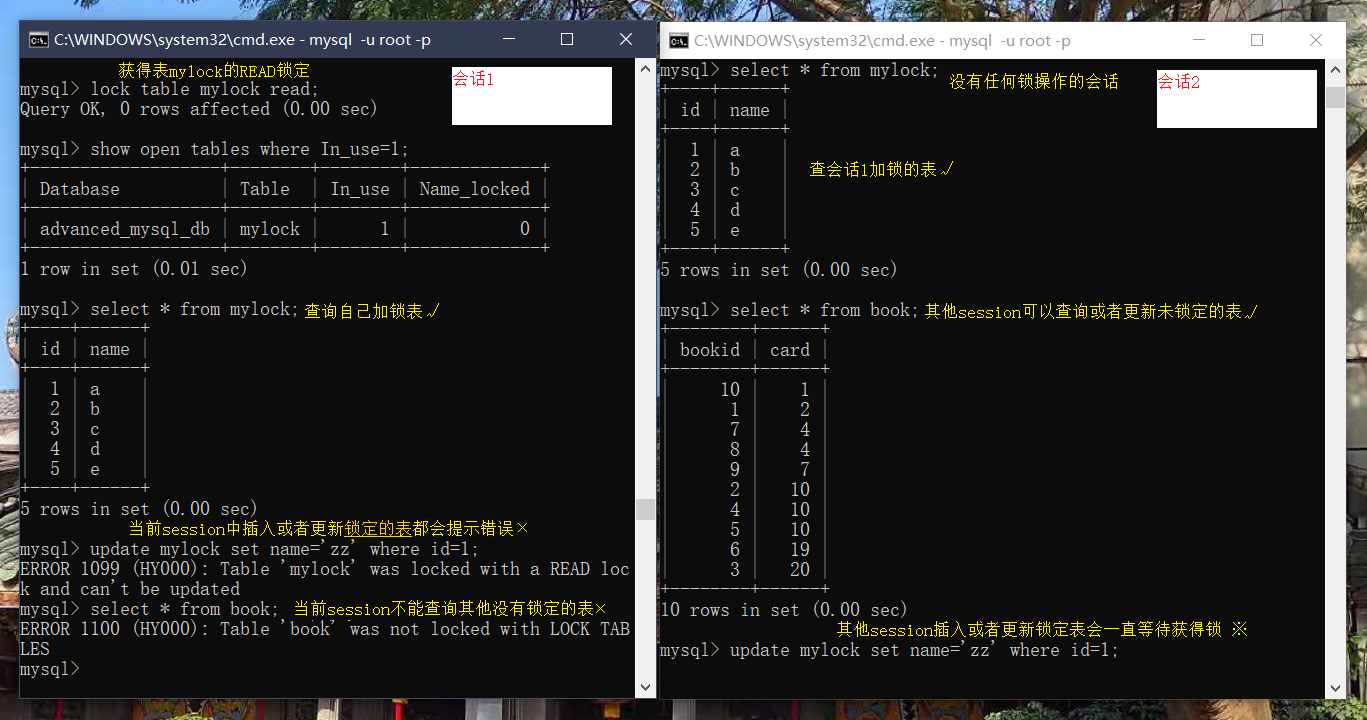 C:\WINDOWS\system32\cmd.exe - mysql  -u root -p
获得表mylock的READ锁定
会话1
mysql> lock table mylock read;
Query OK, 0 rows affected (0.00 sec)
mysql> show open tables where In_use=1;
+-------------------+--------+--------+-------------+
| Database          | Table  | In_use | Name_locked |
+-------------------+--------+--------+-------------+
| advanced_mysql_db | mylock |      1 |           0 |
+-------------------+--------+--------+-------------+
1 row in set (0.01 sec)
mysql> select * from mylock; 查询自己加锁表√
+----+------+
| id | name |
+----+------+
|  1 | a    |
|  2 | b    |
|  3 | c    |
|  4 | d    |
|  5 | e    |
+----+------+
5 rows in set (0.00 sec)
当前session中插入或者更新锁定的表都会提示错误×
mysql> update mylock set name='zz' where id=1;
ERROR 1099 (HY000): Table 'mylock' was locked with a READ loc
k and can't be updated
mysql> select * from book; 当前session不能查询其他没有锁定的表×
ERROR 1100 (HY000): Table 'book' was not locked with LOCK TAB
LES
mysql>
C:\WINDOWS\system32\cmd.exe - mysql  -u root -p
mysql> select * from mylock; 没有任何锁操作的会话
会话2
+----+------+
| id | name |
+----+------+
|  1 | a    |
|  2 | b    | 查会话1加锁的表√
|  3 | c    |
|  4 | d    |
|  5 | e    |
+----+------+
5 rows in set (0.00 sec)
mysql> select * from book; 其他session可以查询或者更新未锁定的表√
+--------+------+
| bookid | card |
+--------+------+
|     10 |    1 |
|      1 |    2 |
|      7 |    4 |
|      8 |    4 |
|      9 |    7 |
|      2 |   10 |
|      4 |   10 |
|      5 |   10 |
|      6 |   19 |
|      3 |   20 |
+--------+------+
10 rows in set (0.00 sec)
其他session插入或者更新锁定表会一直等待获得锁 ※
mysql> update mylock set name='zz' where id=1;